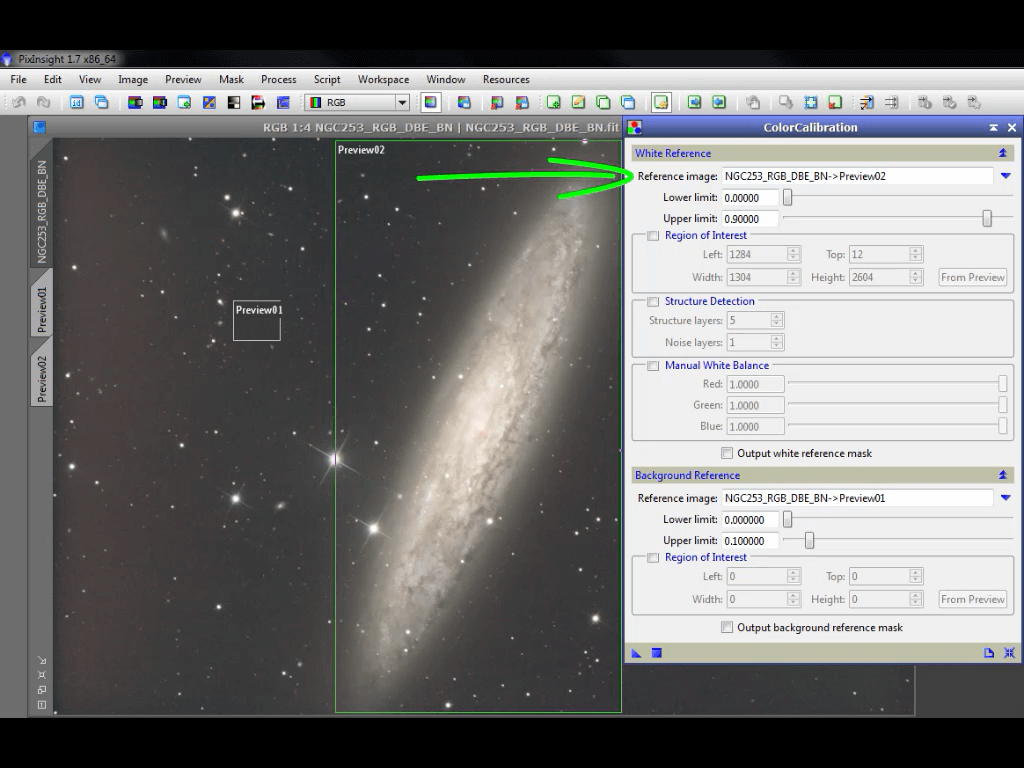 PixInsight 1.7 x86_64
File Edit View Image Preview Mask Process Script Workspace Window Resources
RGB
RGB 1:4 NGC253_RGB_DBE_BN | NGC253_RGB_DBE_BN.fit
NGC253_RGB_DBE_BN
Preview01
Preview02
Preview02
Preview01
ColorCalibration
White Reference
Reference image: NGC253_RGB_DBE_BN->Preview02
Lower limit: 0.00000
Upper limit: 0.90000
Region of Interest
Left: 1284 Top: 12
Width: 1304 Height: 2604 From Preview
Structure Detection
Structure layers: 5
Noise layers: 1
Manual White Balance
Red: 1.0000
Green: 1.0000
Blue: 1.0000
Output white reference mask
Background Reference
Reference image: NGC253_RGB_DBE_BN->Preview01
Lower limit: 0.000000
Upper limit: 0.100000
Region of Interest
Left: 0 Top: 0
Width: 0 Height: 0 From Preview
Output background reference mask